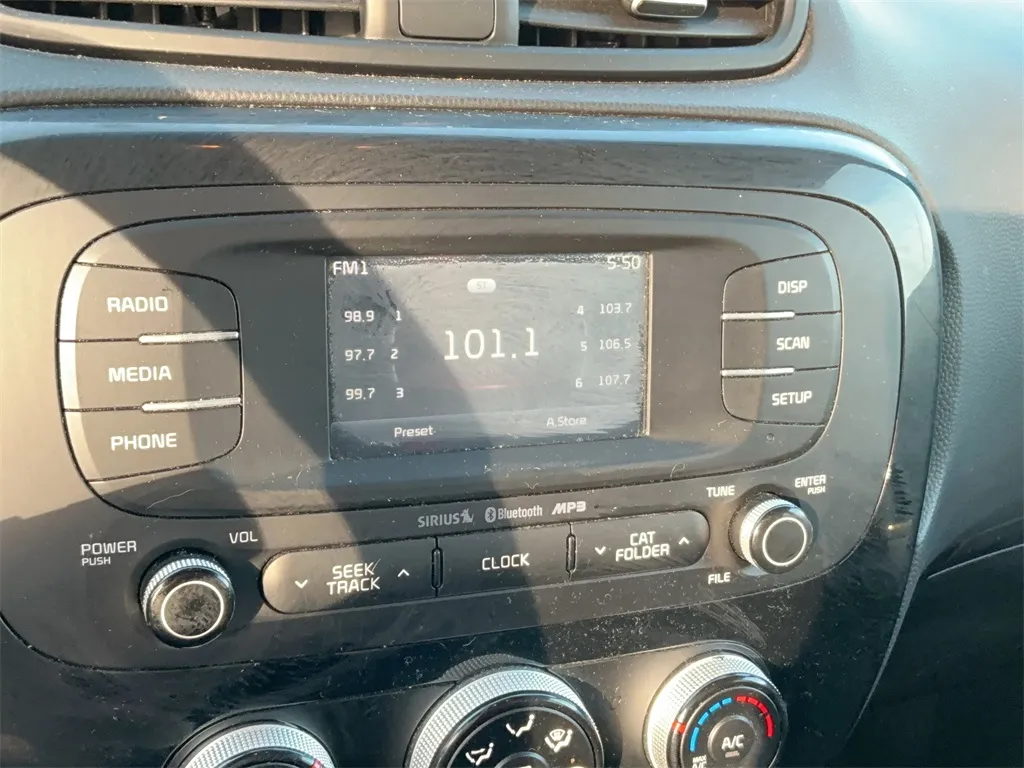 FM1 5:50
ST
98.9 1
97.7 2
99.7 3
101.1
4 103.7
5 106.5
6 107.7
Preset A.Store
RADIO
MEDIA
PHONE
DISP
SCAN
SETUP
SIRIUS Bluetooth MP3
POWER
PUSH
VOL
SEEK
TRACK
CLOCK
CAT
FOLDER
TUNE
ENTER
PUSH
FILE
A/C
MAX
A/C